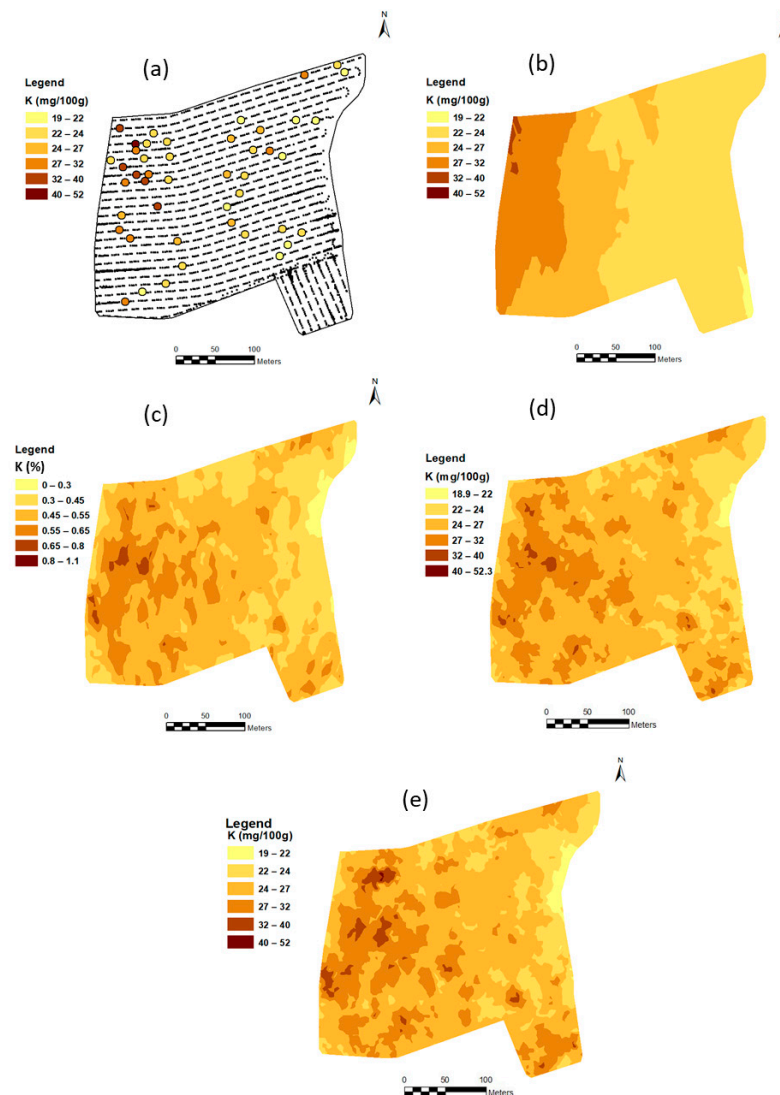 N
(a)
Legend
K (mg/100g)
19 – 22
22 – 24
24 – 27
27 – 32
32 – 40
40 – 52
0 50 100
Meters
(b)
Legend
K (mg/100g)
19 – 22
22 – 24
24 – 27
27 – 32
32 – 40
40 – 52
0 50 100
Meters
N
(c)
Legend
K (%)
0 – 0.3
0.3 – 0.45
0.45 – 0.55
0.55 – 0.65
0.65 – 0.8
0.8 – 1.1
0 50 100
Meters
(d)
Legend
K (mg/100g)
18.9 – 22
22 – 24
24 – 27
27 – 32
32 – 40
40 – 52.3
0 50 100
Meters
N
(e)
Legend
K (mg/100g)
19 – 22
22 – 24
24 – 27
27 – 32
32 – 40
40 – 52
0 50 100
Meters